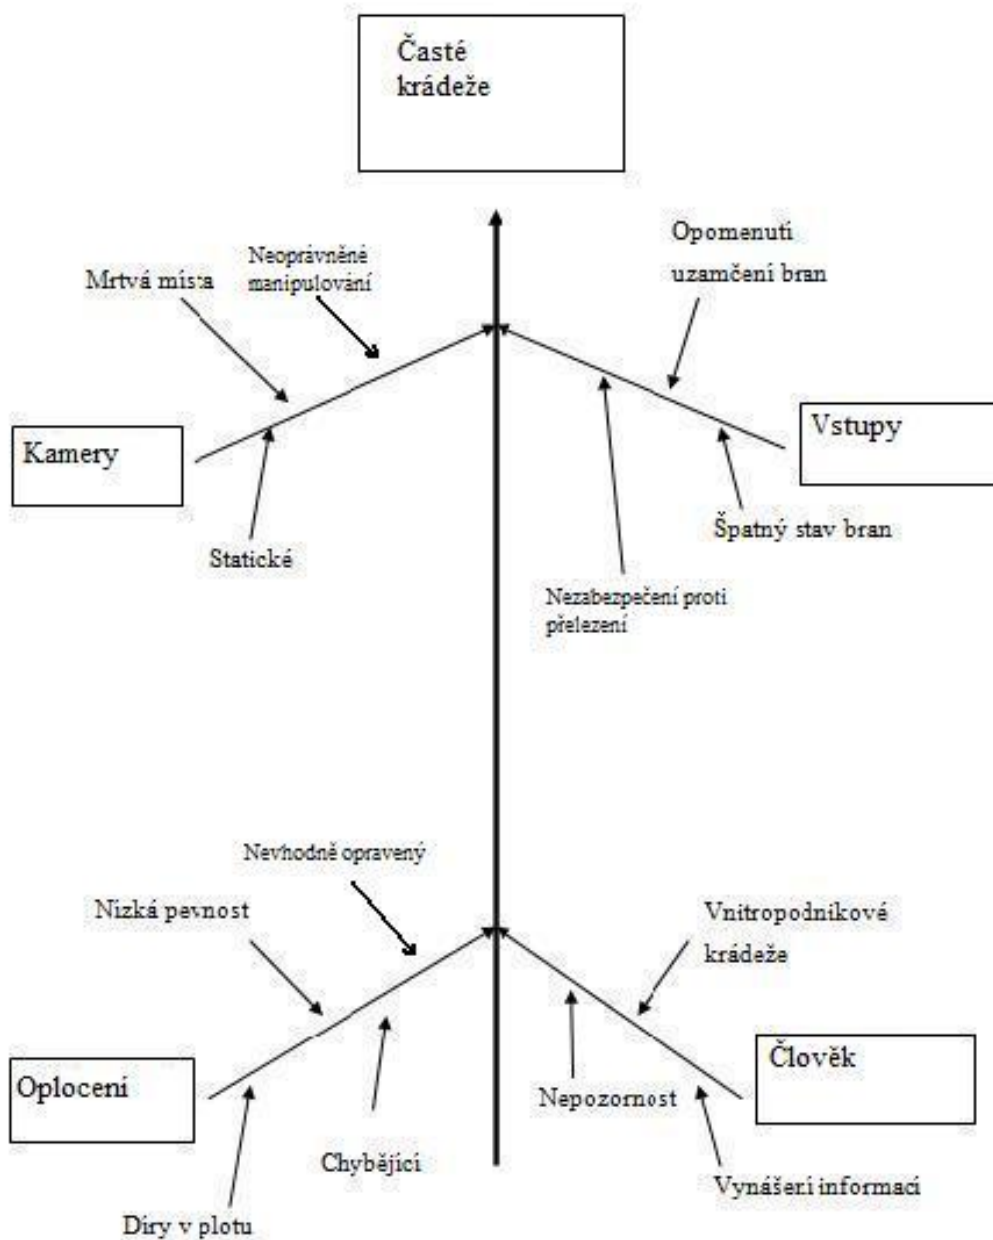 Časté
krádeže
Opomenutí
uzamčení bran
Neoprávněné
manipulování
Mrtvá místa
Vstupy
Kamery
Špatný stav bran
Statické
Nezabezpečení proti
přelezení
Nevhodně opravený
Nízká pevnost
Vnitropodnikové
krádeže
Člověk
Oplocení
Nepozornost
Chybějící
Vynášení informací
Díry v plotu